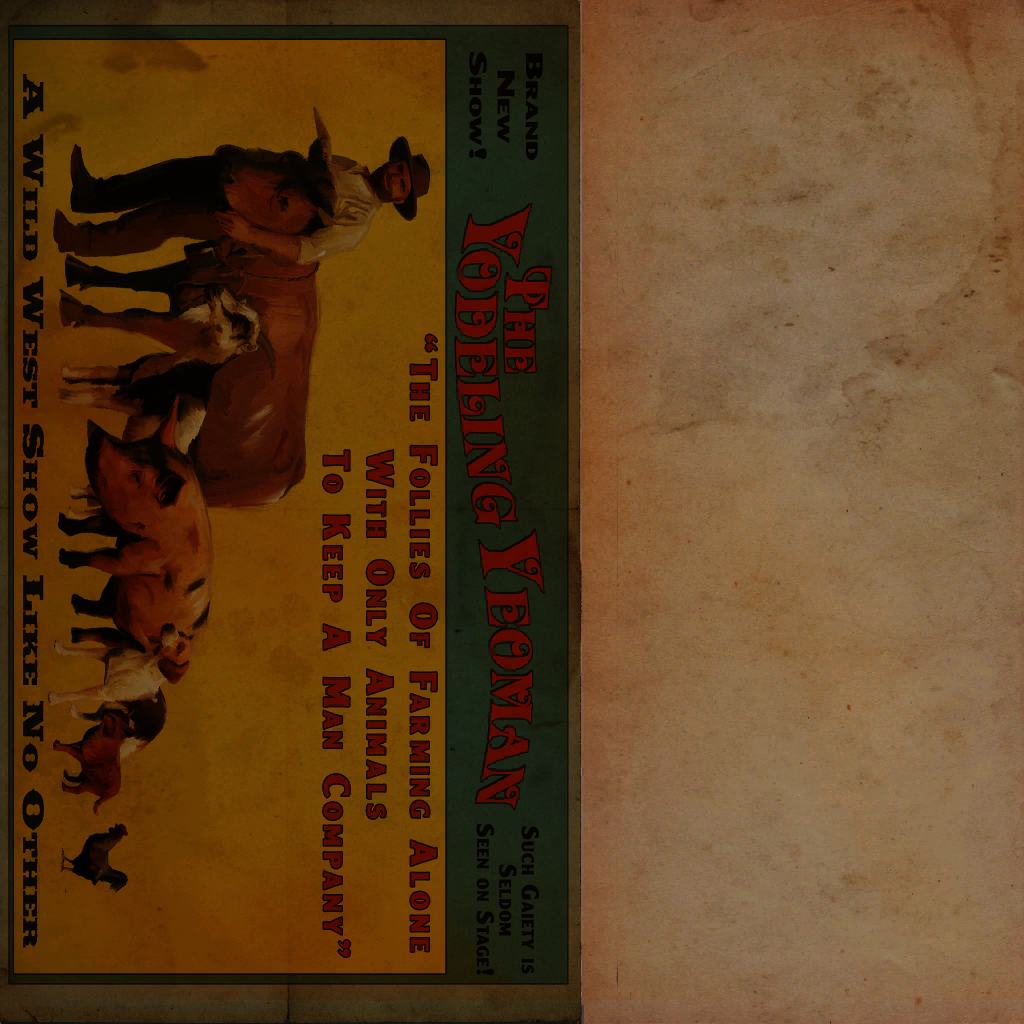 Brand
New
Show!
The
Yodeling Yeoman
Such Gaiety is
Seldom
Seen on Stage!
“The Follies Of Farming Alone
With Only Animals
To Keep A Man Company”
A Wild West Show Like No Other